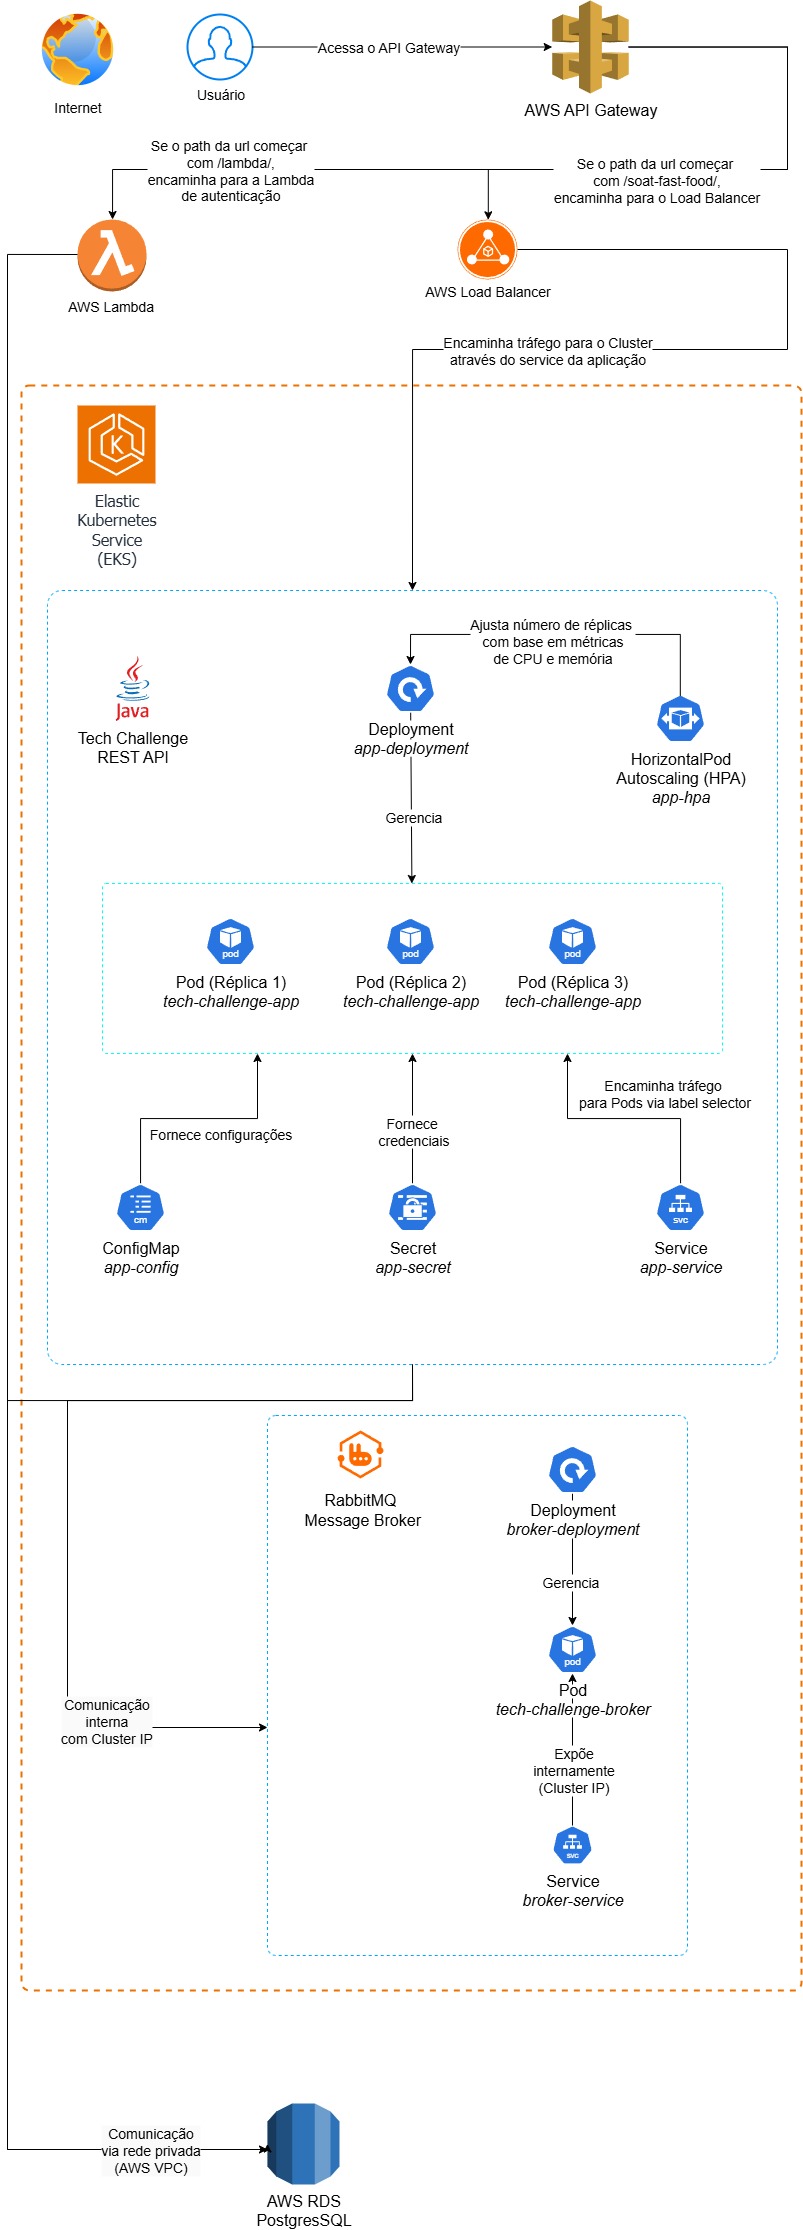 Internet
Usuário
Acessa o API Gateway
AWS API Gateway
Se o path da url começar
com /lambda/,
encaminha para a Lambda
de autenticação
Se o path da url começar
com /soat-fast-food/,
encaminha para o Load Balancer
AWS Lambda
AWS Load Balancer
Encaminha tráfego para o Cluster
através do service da aplicação
K
Elastic
Kubernetes
Service
(EKS)
Java
Tech Challenge
REST API
Ajusta número de réplicas
com base em métricas
de CPU e memória
Deployment
app-deployment
HorizontalPod
Autoscaling (HPA)
app-hpa
Gerencia
pod
Pod (Réplica 1)
tech-challenge-app
pod
Pod (Réplica 2)
tech-challenge-app
pod
Pod (Réplica 3)
tech-challenge-app
Fornece configurações
Fornece
credenciais
Encaminha tráfego
para Pods via label selector
cm
ConfigMap
app-config
Secret
app-secret
svc
Service
app-service
RabbitMQ
Message Broker
Deployment
broker-deployment
Gerencia
pod
Pod
tech-challenge-broker
Comunicação
interna
com Cluster IP
Expõe
internamente
(Cluster IP)
svc
Service
broker-service
Comunicação
via rede privada
(AWS VPC)
AWS RDS
PostgresSQL